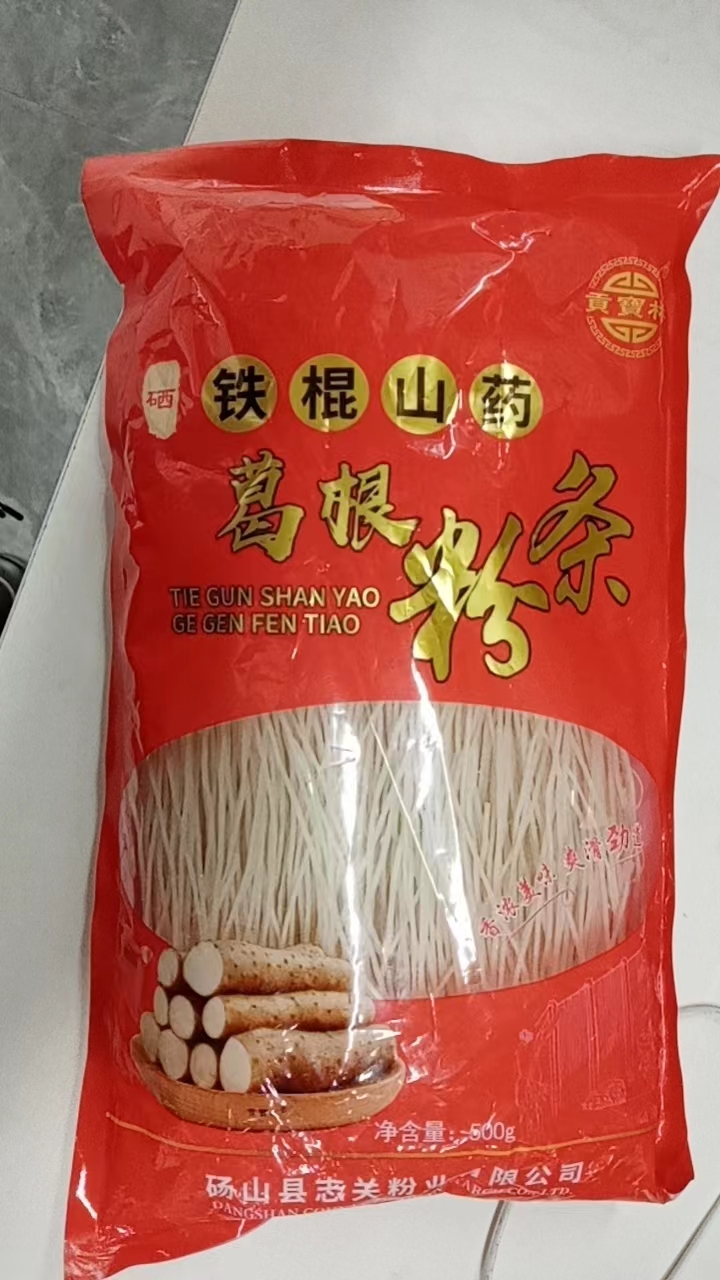 貢寶林
硒
铁棍山药
葛根粉条
TIE GUN SHAN YAO
GE GEN FEN TIAO
香浓美味 爽滑劲道
净含量: 500g
砀山县志关粉业有限公司